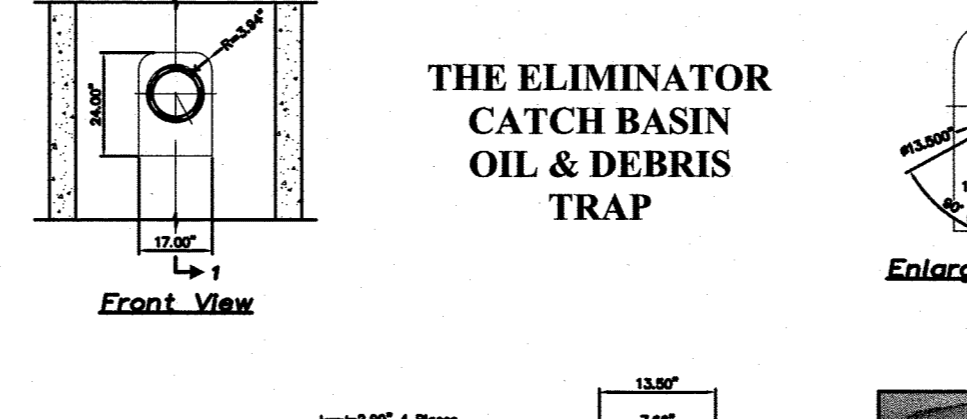 R=3.94"
24.00"
THE ELIMINATOR
CATCH BASIN
OIL & DEBRIS
TRAP
ø13.500"
90°
17.00"
1
Front View
13.50"